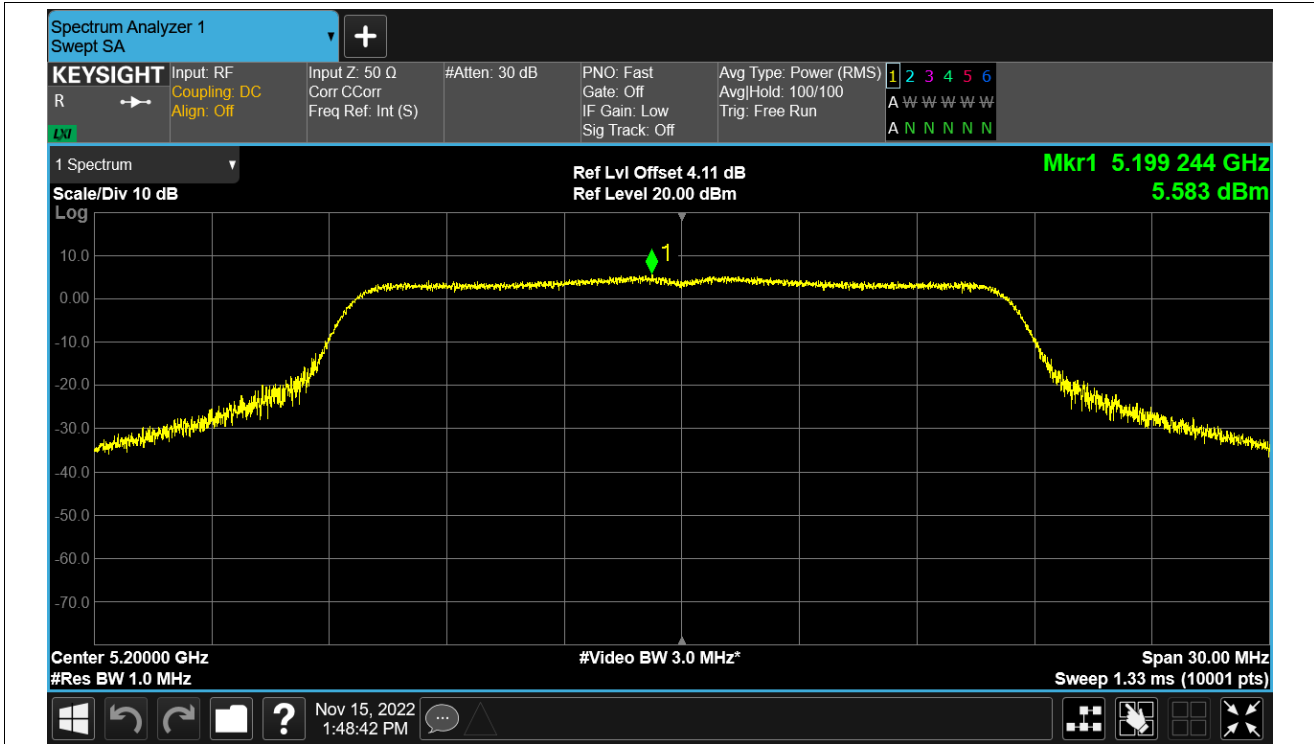 Spectrum Analyzer 1
Swept SA
KEYSIGHT
R
LXI
Input: RF
Coupling: DC
Align: Off
Input Z: 50 Ω
Corr CCorr
Freq Ref: Int (S)
#Atten: 30 dB
PNO: Fast
Gate: Off
IF Gain: Low
Sig Track: Off
Avg Type: Power (RMS)
Avg|Hold: 100/100
Trig: Free Run
1 2 3 4 5 6
A W W W W W
A N N N N N
1 Spectrum
Scale/Div 10 dB
Log
Ref Lvl Offset 4.11 dB
Ref Level 20.00 dBm
Mkr1 5.199 244 GHz
5.583 dBm
1
10.0
0.00
-10.0
-20.0
-30.0
-40.0
-50.0
-60.0
-70.0
Center 5.20000 GHz
#Res BW 1.0 MHz
#Video BW 3.0 MHz*
Span 30.00 MHz
Sweep 1.33 ms (10001 pts)
?
Nov 15, 2022
1:48:42 PM